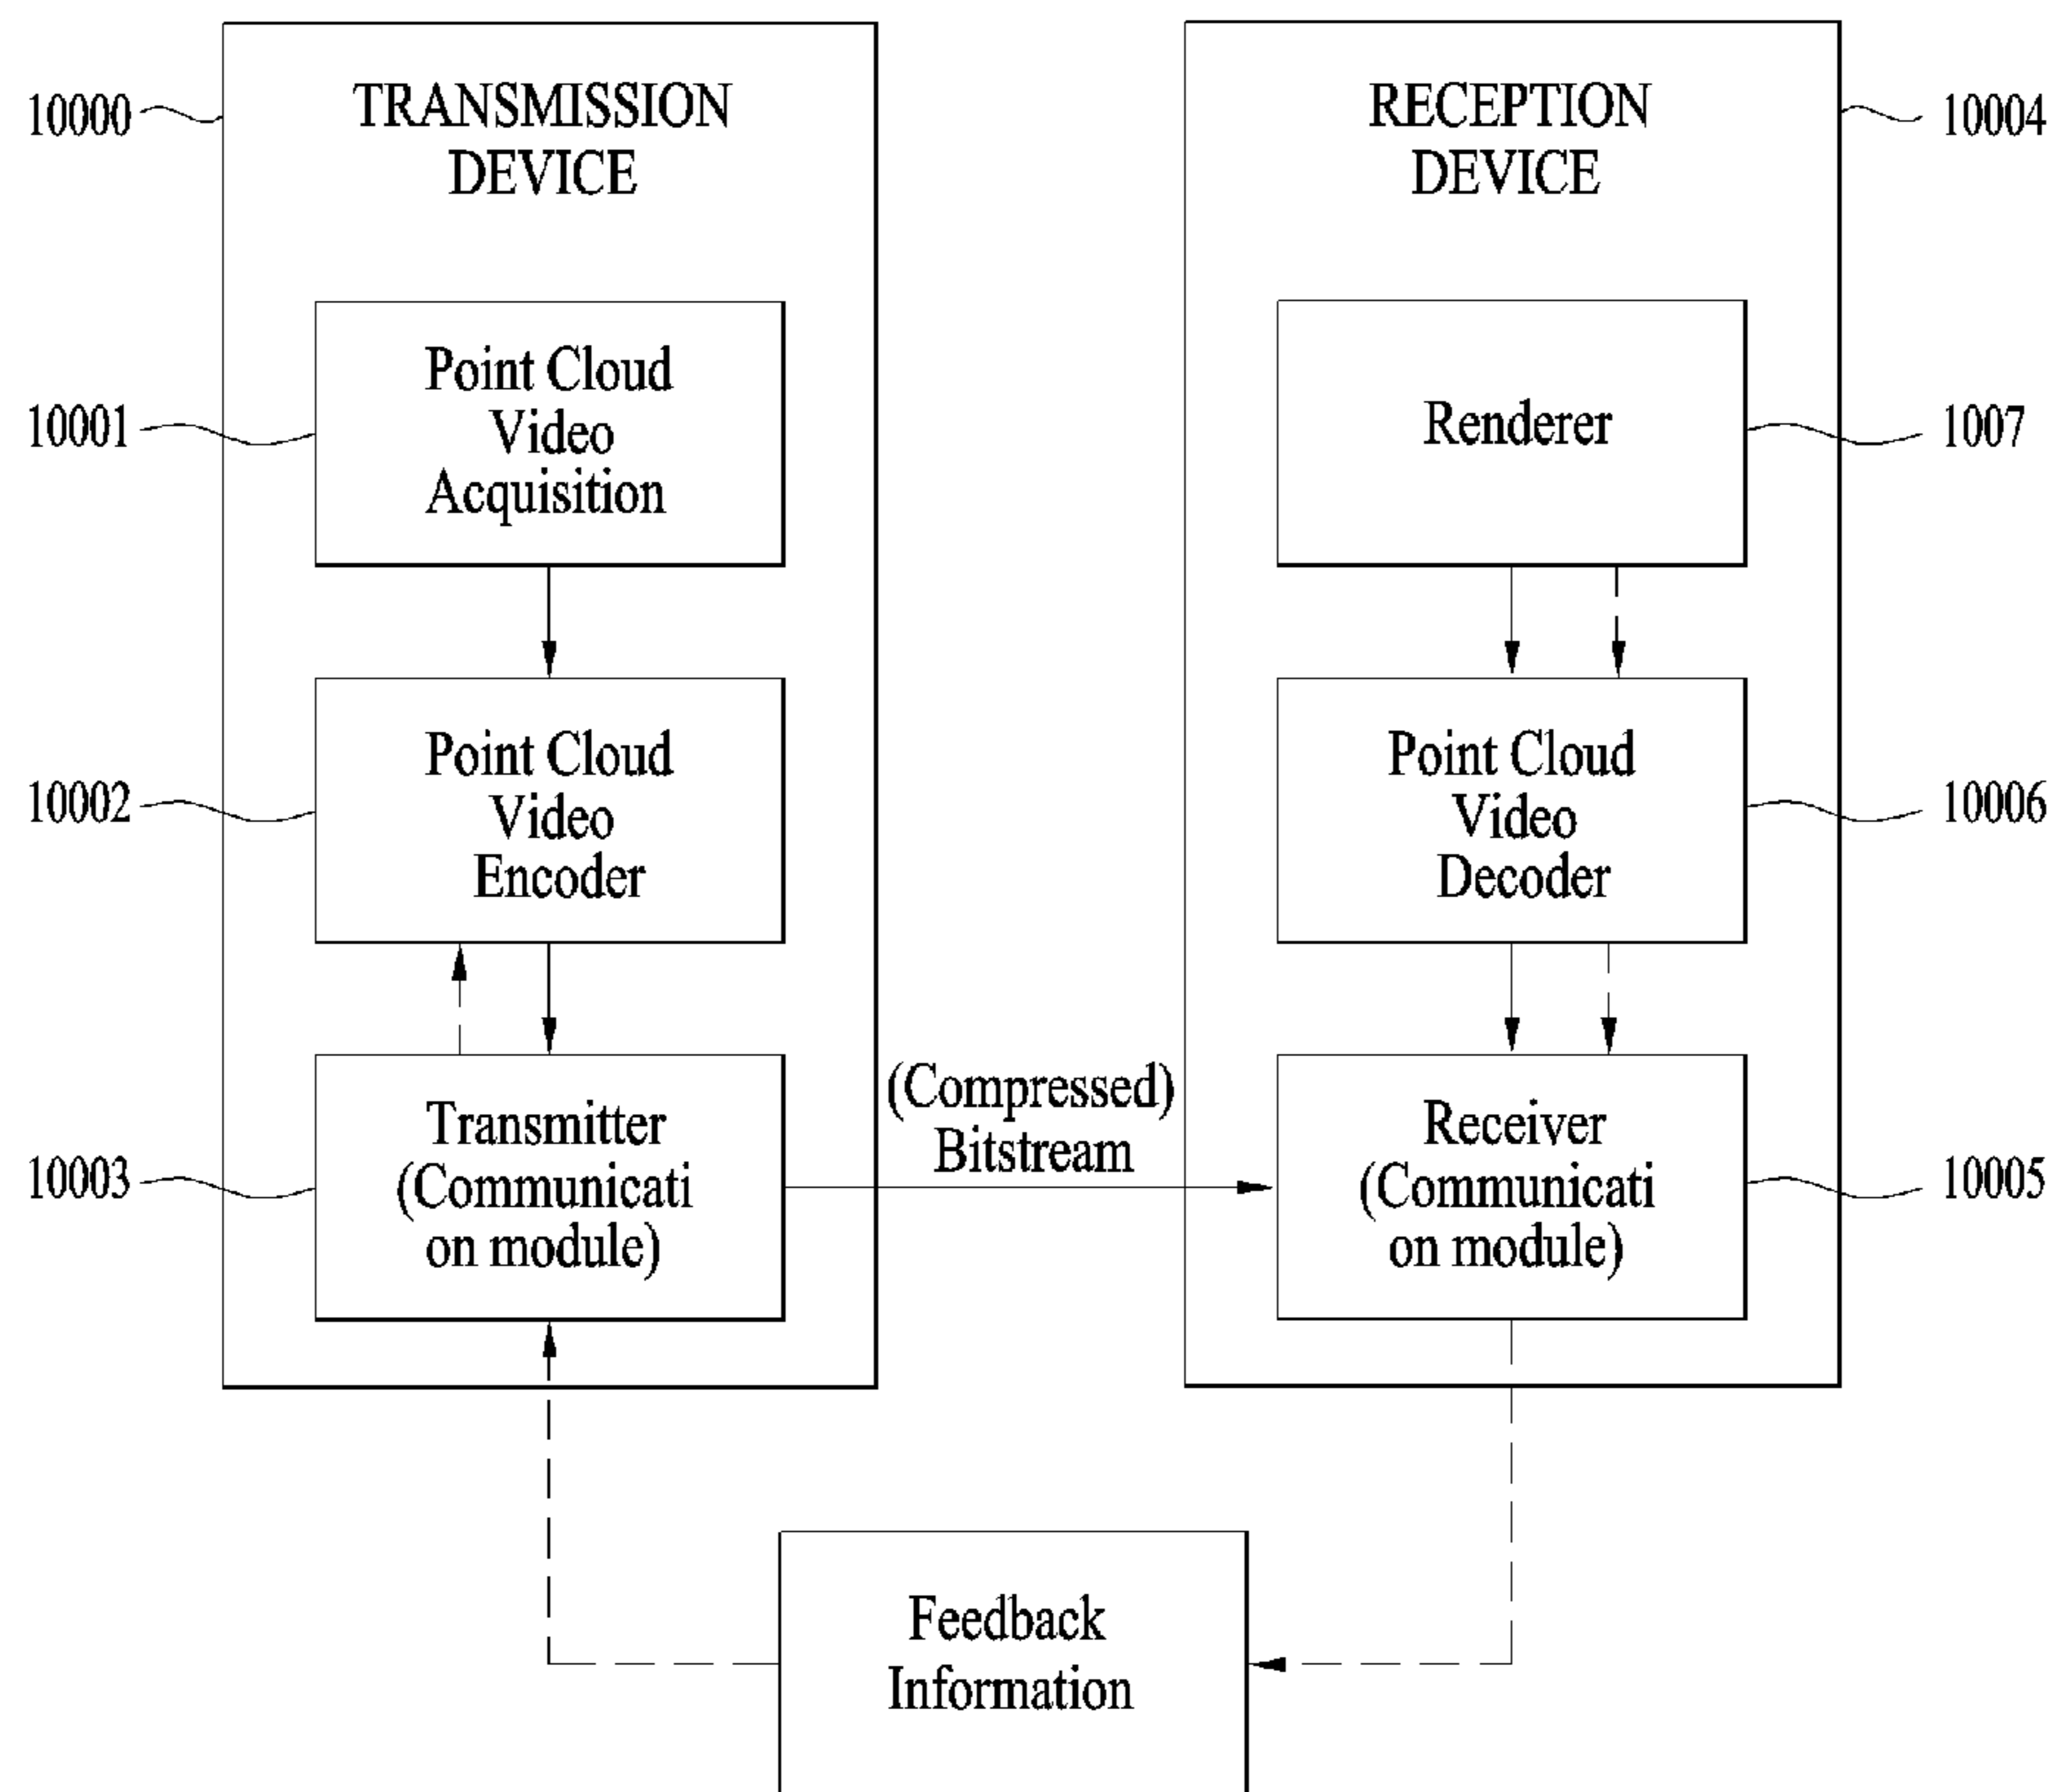 10000
TRANSMISSION
DEVICE
10001
Point Cloud
Video
Acquisition
10002
Point Cloud
Video
Encoder
10003
Transmitter
(Communicati
on module)
(Compressed)
Bitstream
RECEPTION
DEVICE
10004
Renderer
1007
Point Cloud
Video
Decoder
10006
Receiver
(Communicati
on module)
10005
Feedback
Information